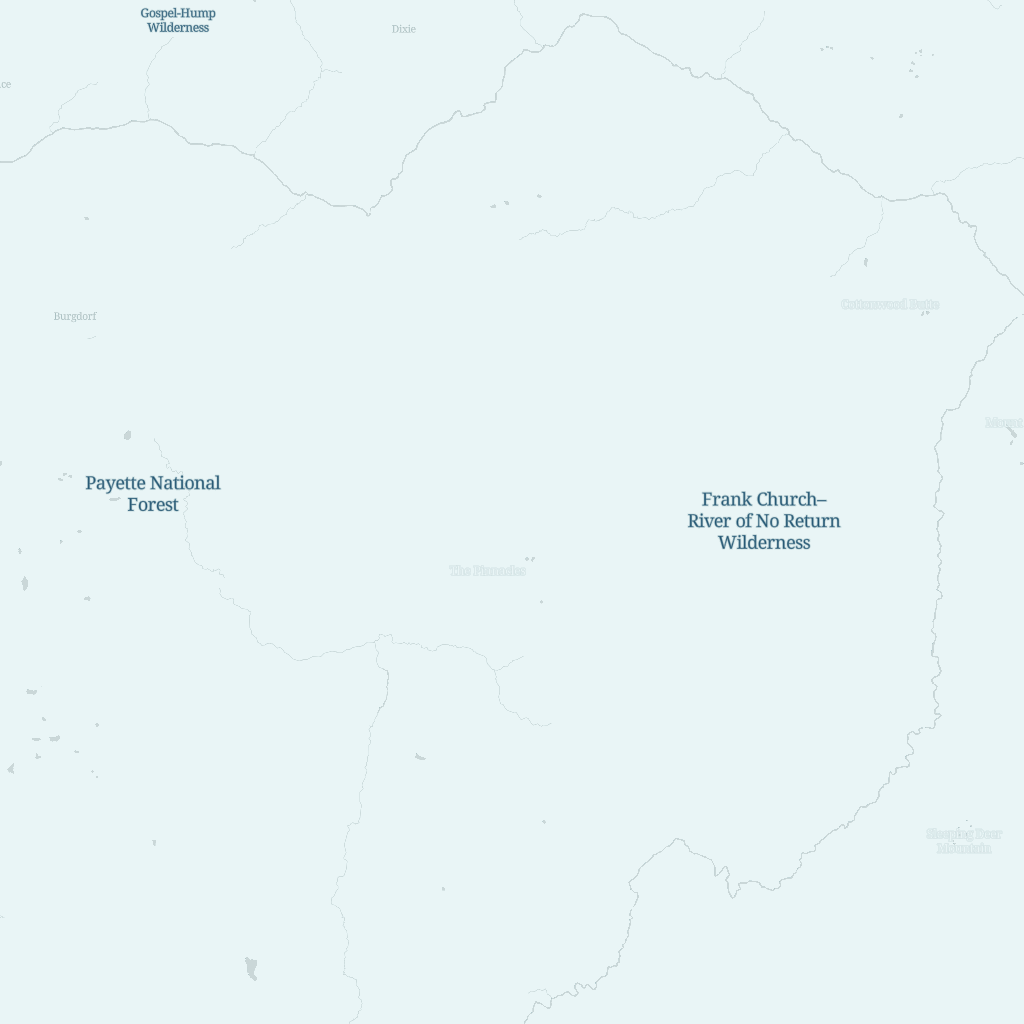 Gospel-Hump
Wilderness
Dixie
Burgdorf
Cottonwood Butte
Payette National
Forest
Frank Church–
River of No Return
Wilderness
The Pinnacles
Sleeping Deer
Mountain